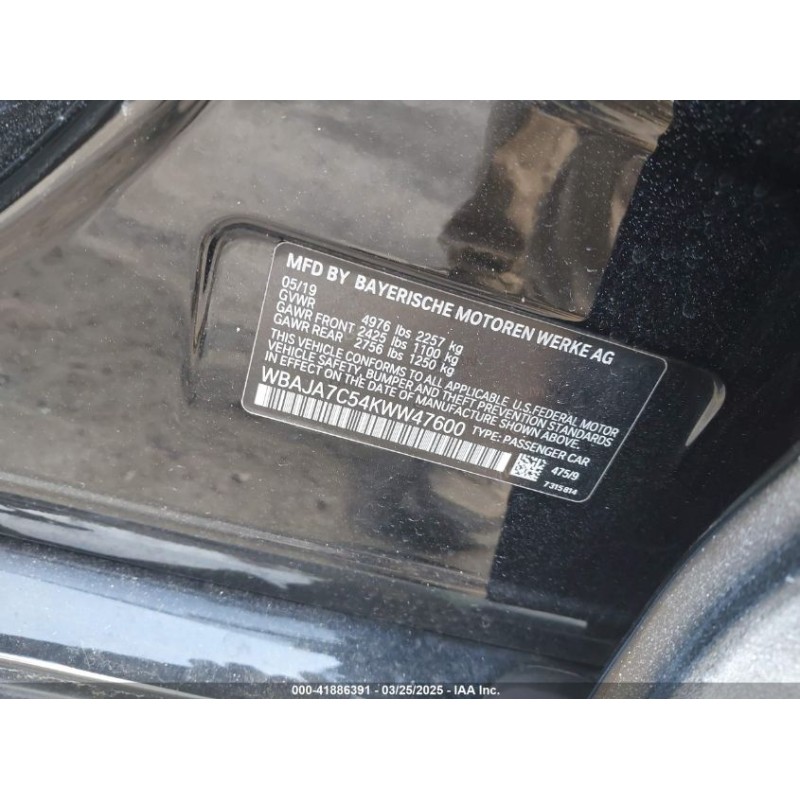 MFD BY BAYERISCHE MOTOREN WERKE AG
05/19
GVWR 4976 lbs 2257 kg
GAWR FRONT 2425 lbs 1100 kg
GAWR REAR 2756 lbs 1250 kg
THIS VEHICLE CONFORMS TO ALL APPLICABLE U.S.FEDERAL MOTOR
VEHICLE SAFETY, BUMPER, AND THEFT PREVENTION STANDARDS
IN EFFECT ON THE DATE OF MANUFACTURE SHOWN ABOVE.
WBAJA7C54KWW47600 TYPE: PASSENGER CAR
475/9
7315814
000-41886391 - 03/25/2025 - IAA Inc.